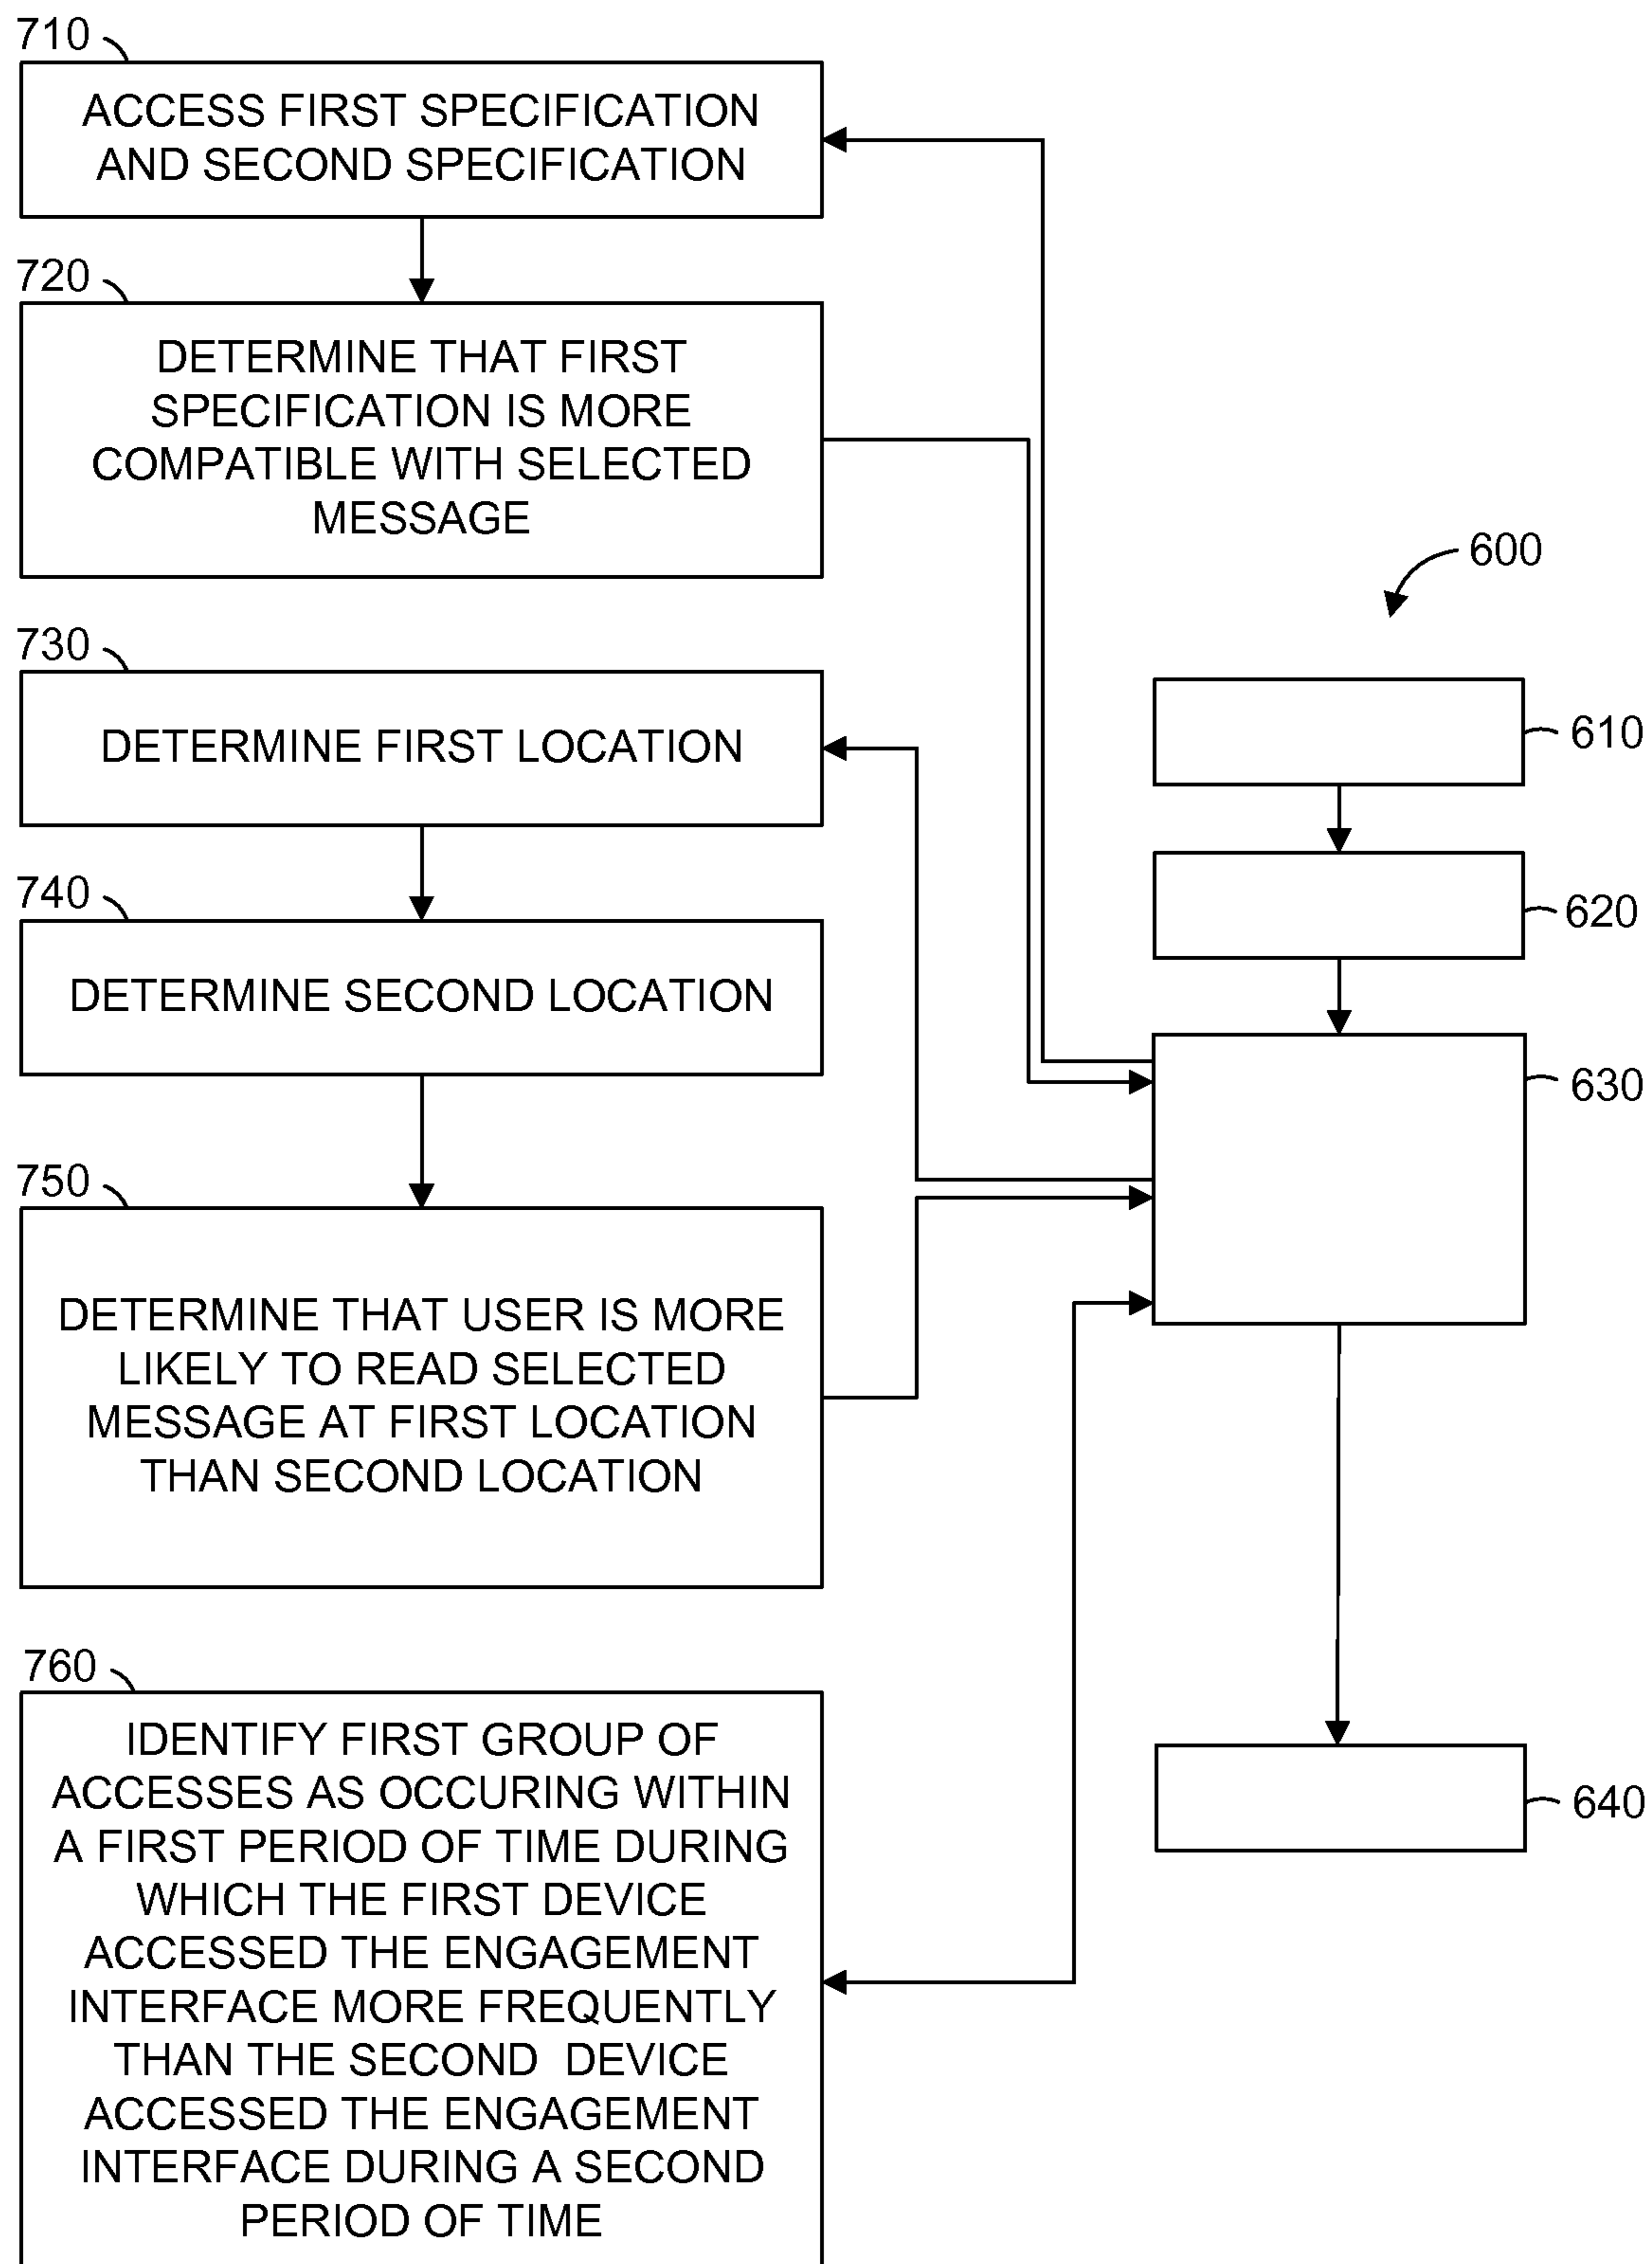 710
ACCESS FIRST SPECIFICATION
AND SECOND SPECIFICATION
720
DETERMINE THAT FIRST
SPECIFICATION IS MORE
COMPATIBLE WITH SELECTED
MESSAGE
730
DETERMINE FIRST LOCATION
740
DETERMINE SECOND LOCATION
750
DETERMINE THAT USER IS MORE
LIKELY TO READ SELECTED
MESSAGE AT FIRST LOCATION
THAN SECOND LOCATION
760
IDENTIFY FIRST GROUP OF
ACCESSES AS OCCURING WITHIN
A FIRST PERIOD OF TIME DURING
WHICH THE FIRST DEVICE
ACCESSED THE ENGAGEMENT
INTERFACE MORE FREQUENTLY
THAN THE SECOND DEVICE
ACCESSED THE ENGAGEMENT
INTERFACE DURING A SECOND
PERIOD OF TIME
600
610
620
630
640